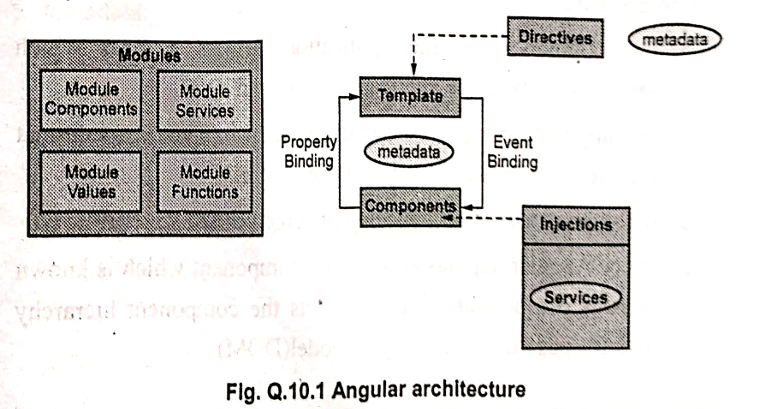 Modules
Module
Components
Module
Services
Module
Values
Module
Functions
Directives
metadata
Template
Property
Binding
metadata
Event
Binding
Components
Injections
Services
Fig. Q.10.1 Angular architecture